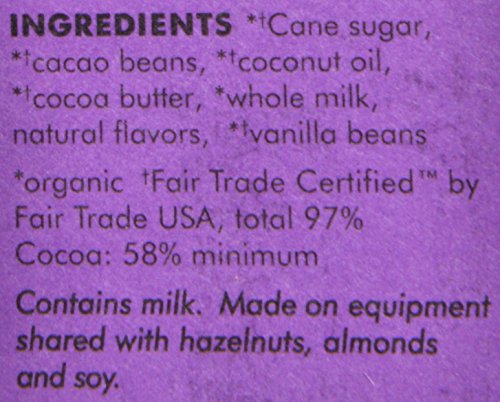 INGREDIENTS *†Cane sugar,
*†cacao beans, *†coconut oil,
*†cocoa butter, *whole milk,
natural flavors, *†vanilla beans
*organic †Fair Trade Certified™ by
Fair Trade USA, total 97%
Cocoa: 58% minimum
Contains milk. Made on equipment
shared with hazelnuts, almonds
and soy.